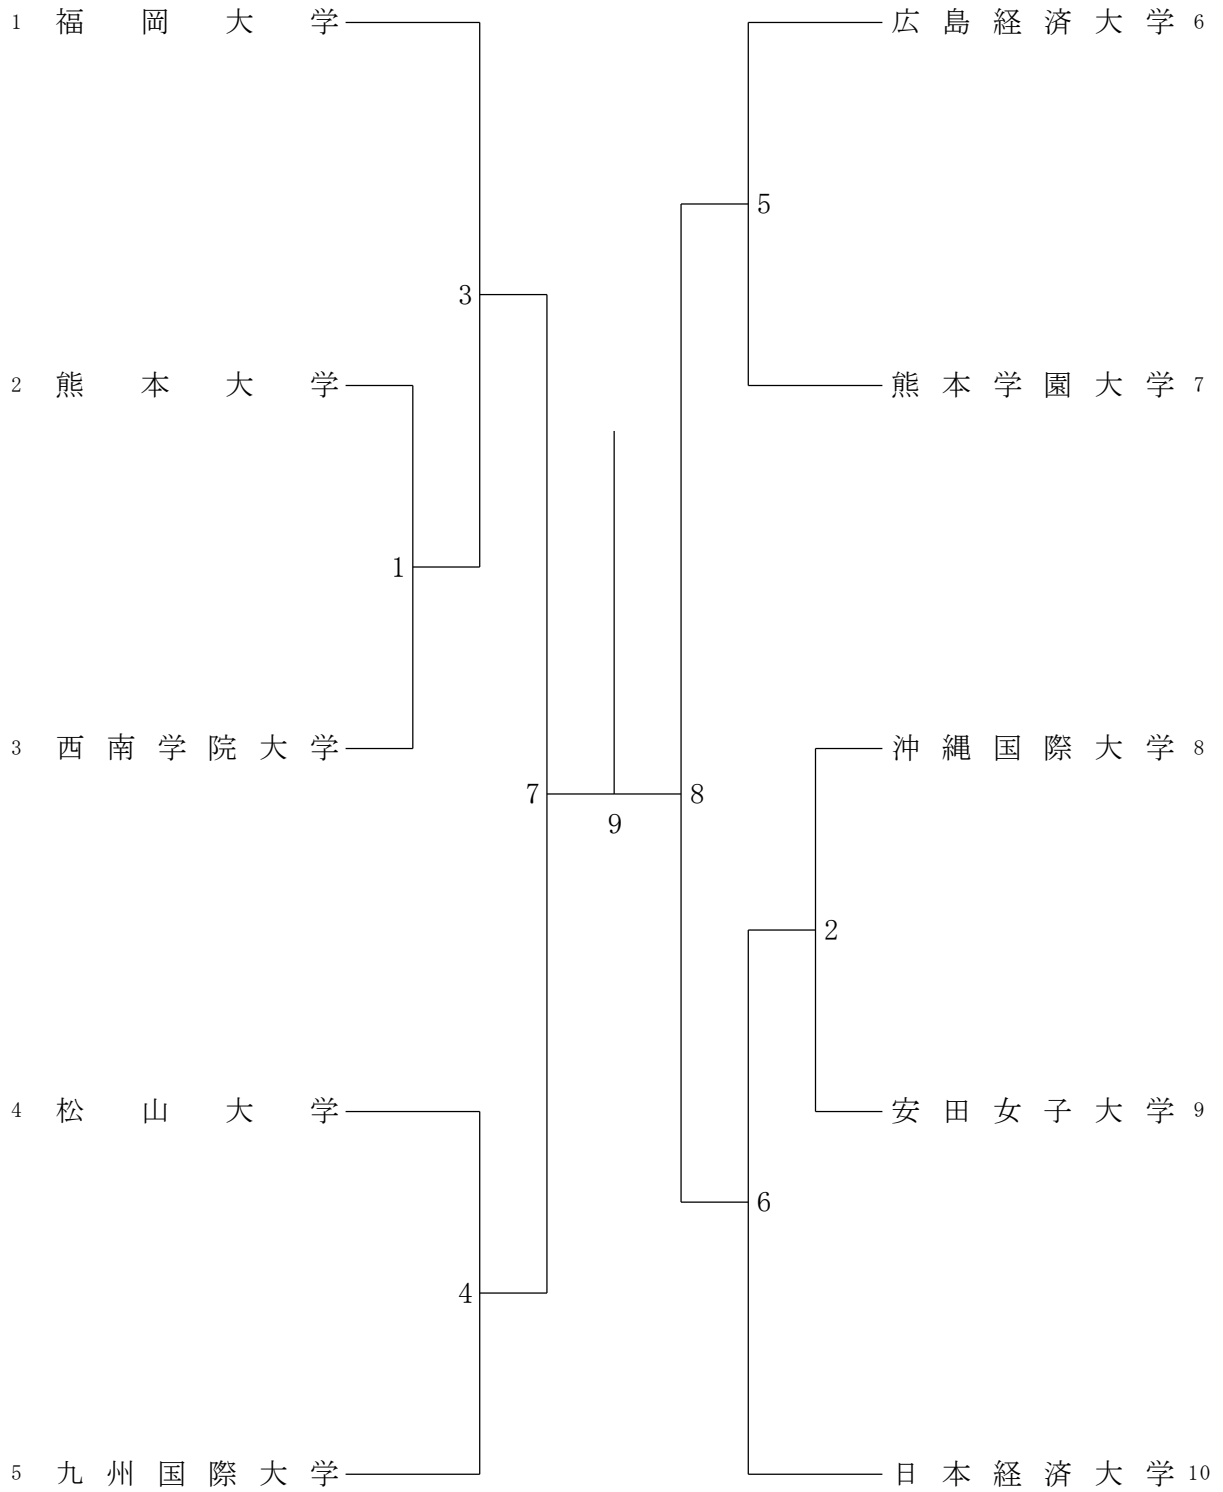 1 福岡大学
2 熊本大学
3 西南学院大学
4 松山大学
5 九州国際大学
3
1
7
4
9
5
8
2
6
広島経済大学 6
熊本学園大学 7
沖縄国際大学 8
安田女子大学 9
日本経済大学 10